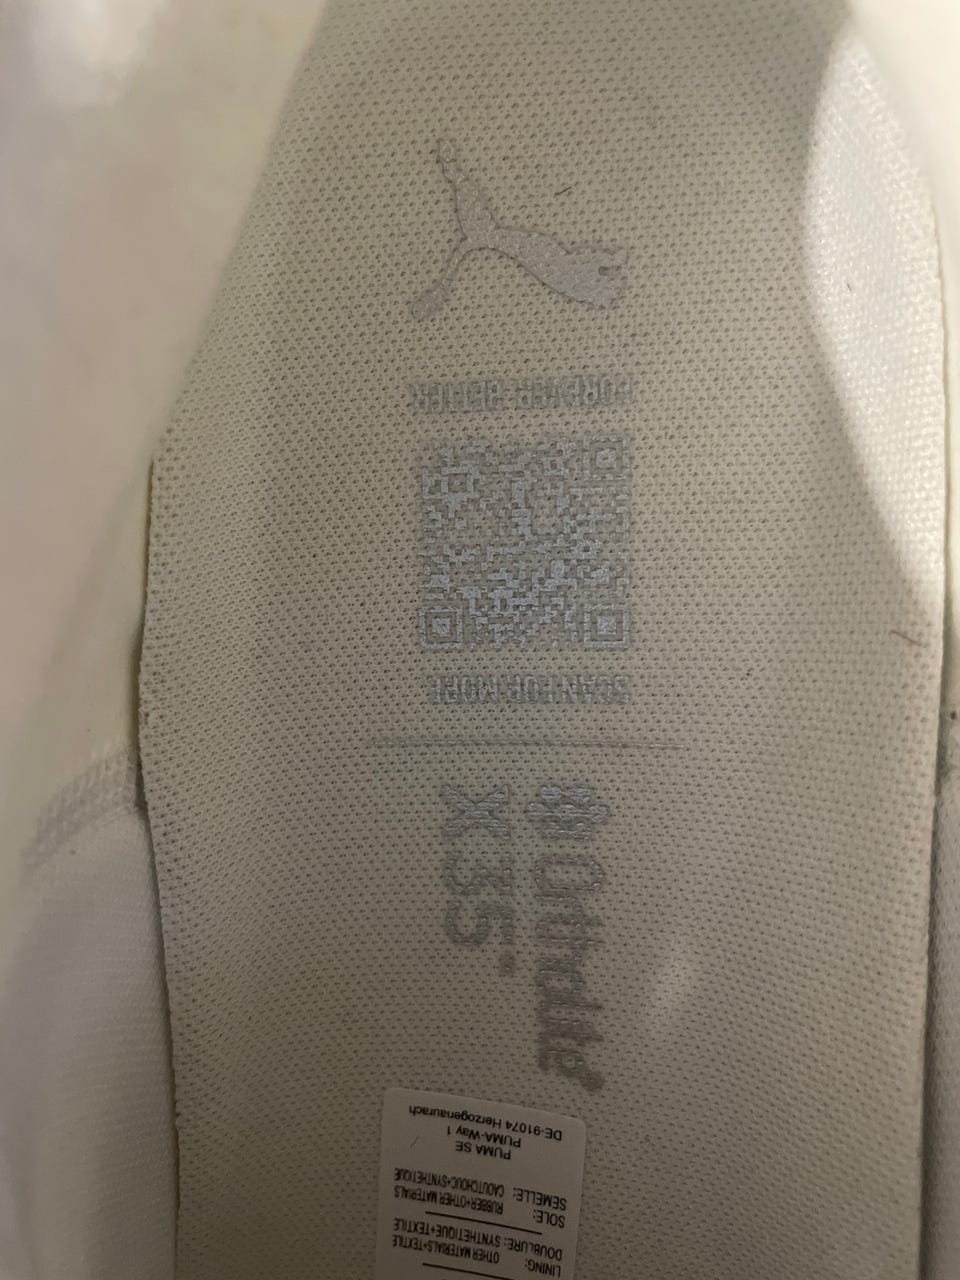 FOREVER. BETTER.
SCAN FOR MORE
Ortholite®
X35
PUMA SE
PUMA-Way 1
DE-91074 Herzogenaurach
SOLE: RUBBER+OTHER MATERIALS
SEMELLE: CAOUTCHOUC+SYNTHETIQUE
LINING: OTHER MATERIALS+TEXTILE
DOUBLURE: SYNTHETIQUE+TEXTILE